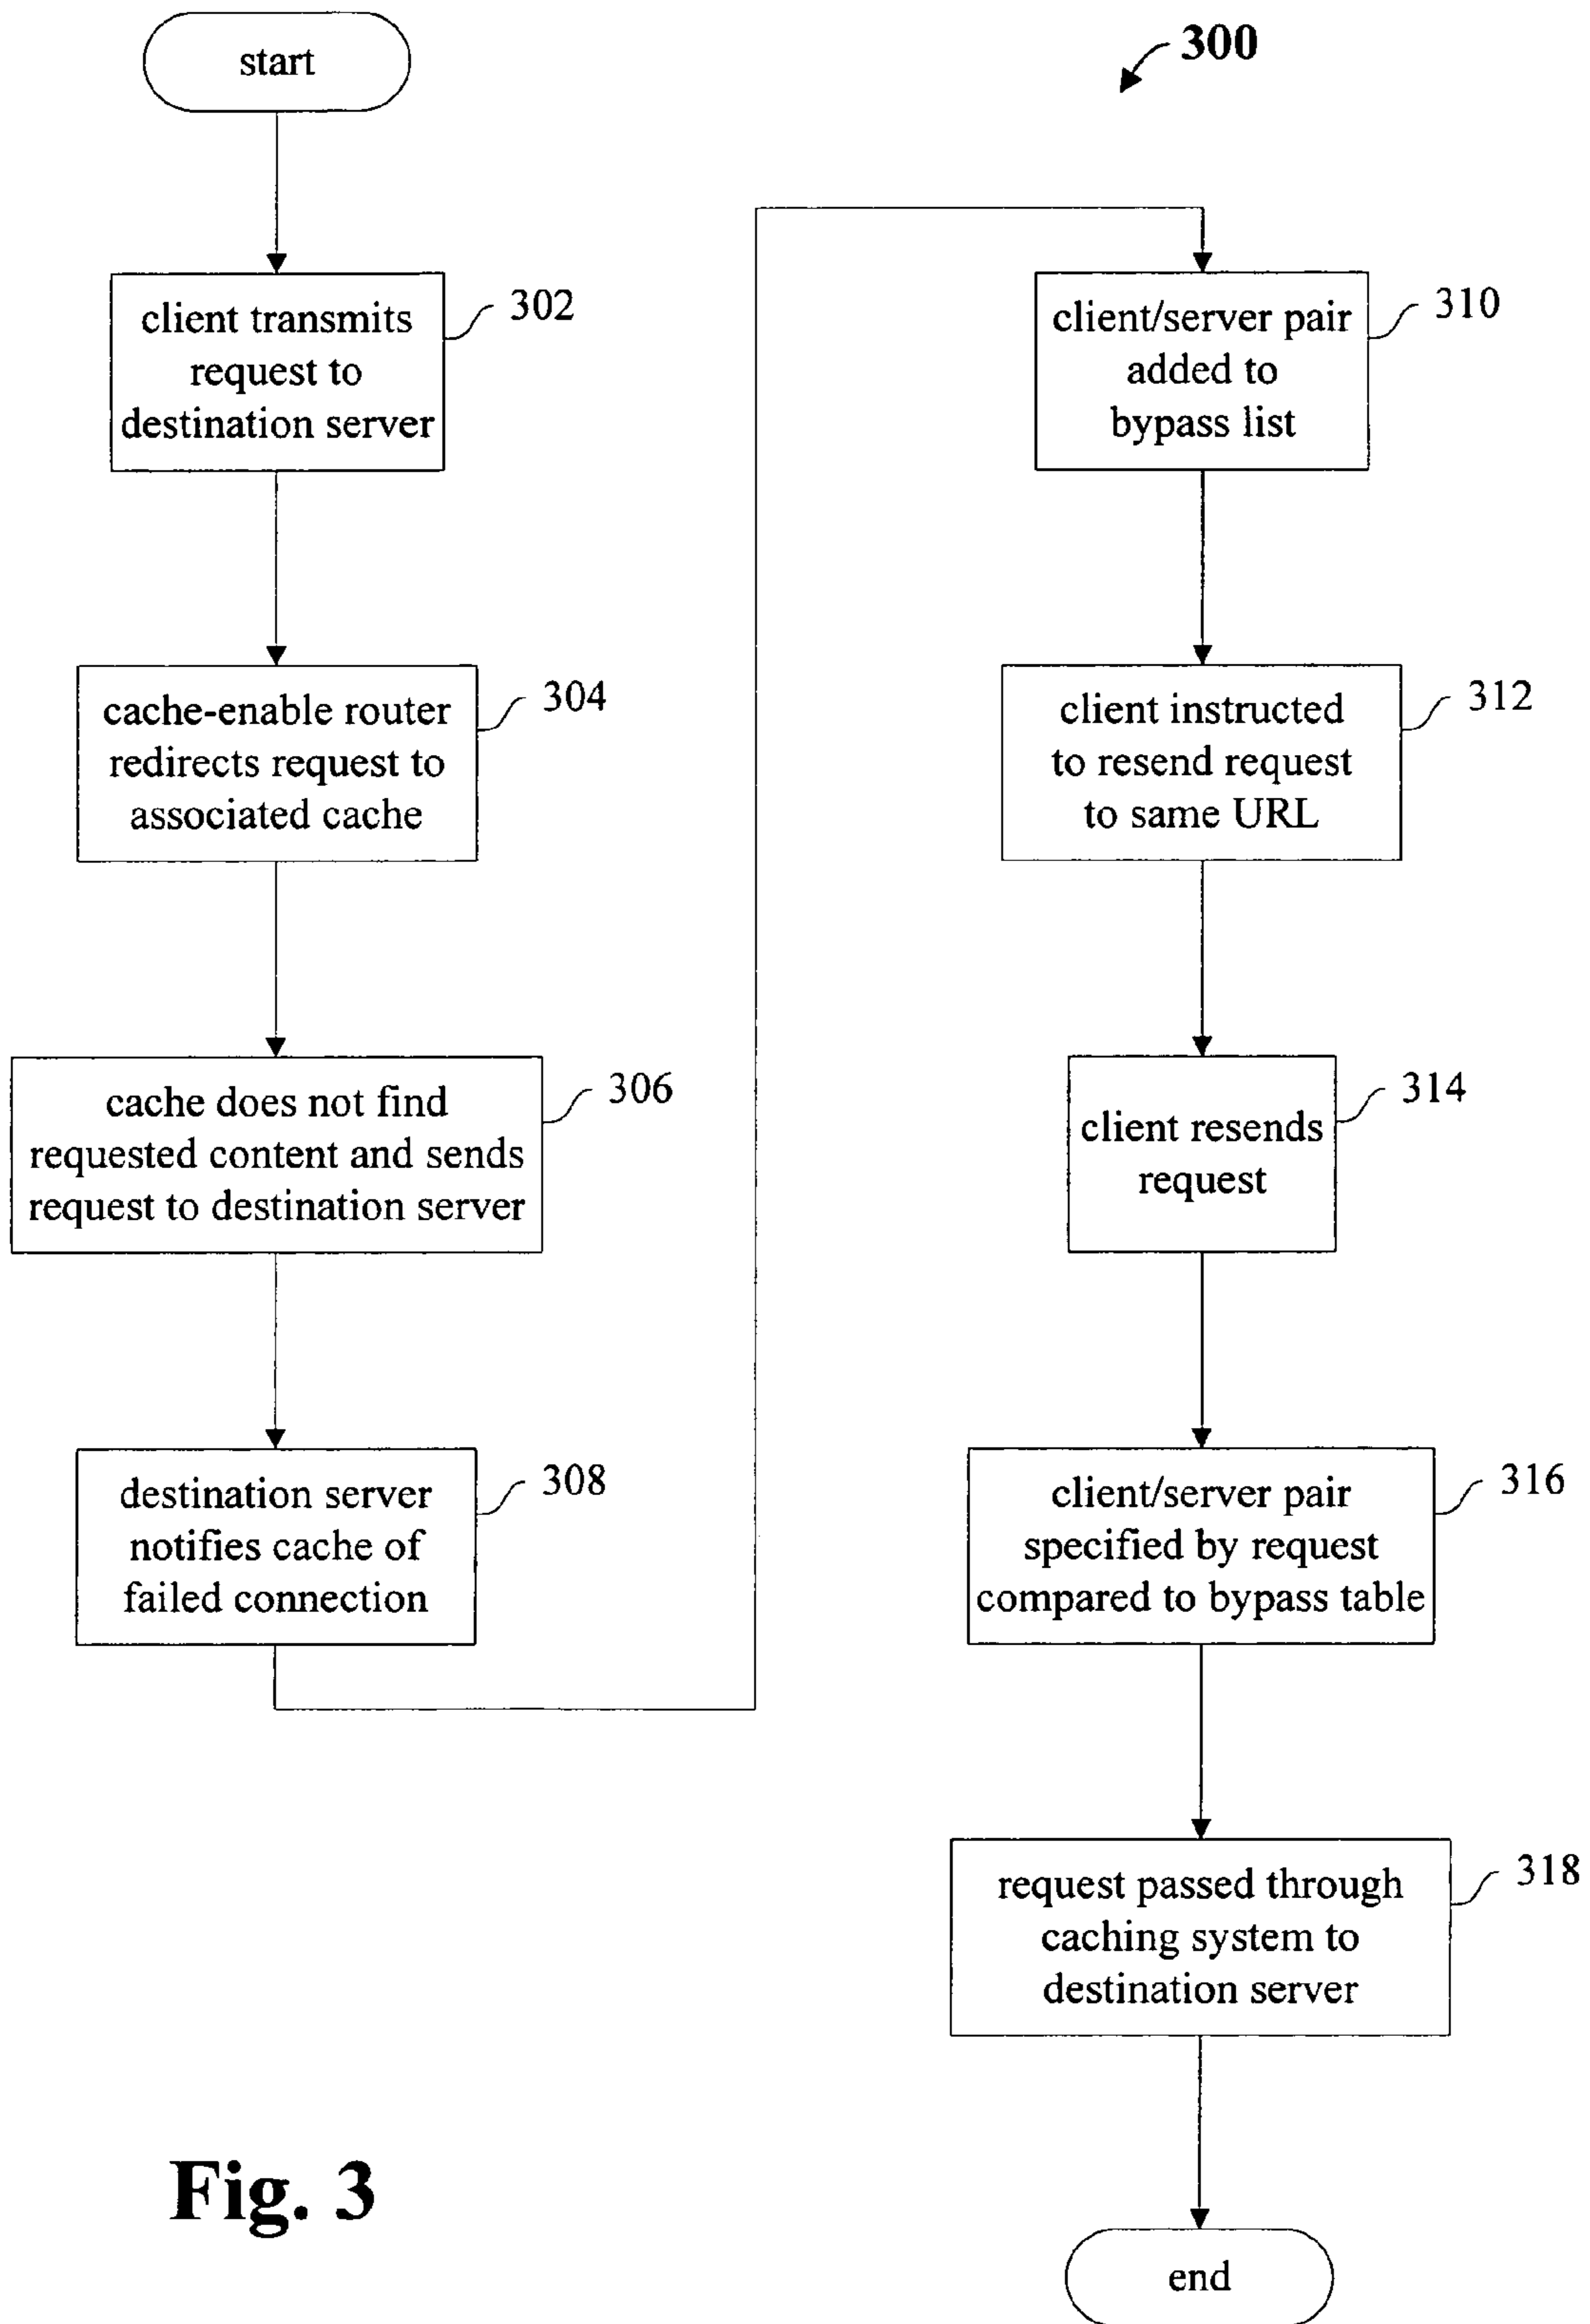 start
300
client transmits
request to
destination server
302
cache-enable router
redirects request to
associated cache
304
cache does not find
requested content and sends
request to destination server
306
destination server
notifies cache of
failed connection
308
client/server pair
added to
bypass list
310
client instructed
to resend request
to same URL
312
client resends
request
314
client/server pair
specified by request
compared to bypass table
316
request passed through
caching system to
destination server
318
end
Fig. 3